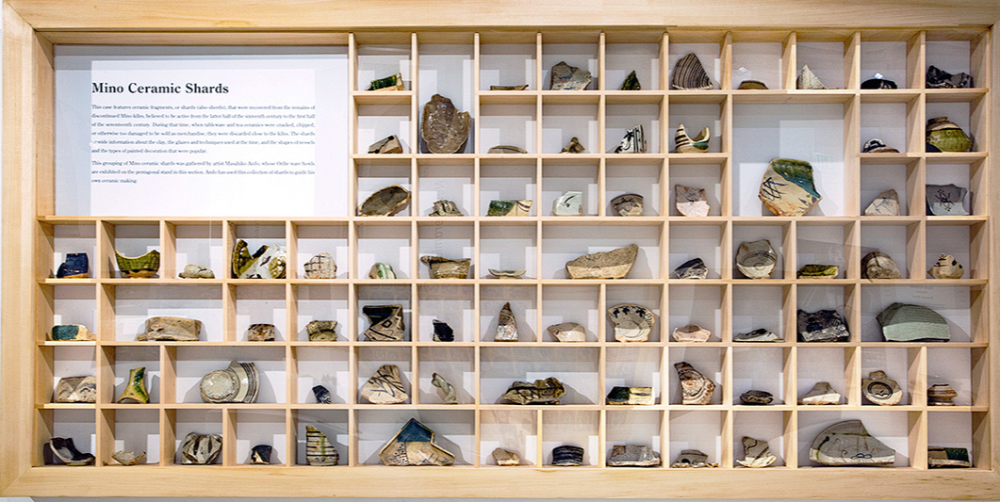 Mino Ceramic Shards
This case features ceramic fragments, or shards (also sherds), that were recovered from the remains of
discontinued Mino kilns, believed to be active from the latter half of the sixteenth century to the first half
of the seventeenth century. During that time, when tableware and tea ceramics were cracked, chipped,
or otherwise too damaged to be sold as merchandise, they were discarded close to the kilns. The shards
provide information about the clay, the glazes and techniques used at the time, and the shapes of vessels
and the types of painted decoration that were popular.
This grouping of Mino ceramic shards was gathered by artist Masahiko Ando, whose Oribe ware bowls
are exhibited on the pentagonal stand in this section. Ando has used this collection of shards to guide his
own ceramic making.